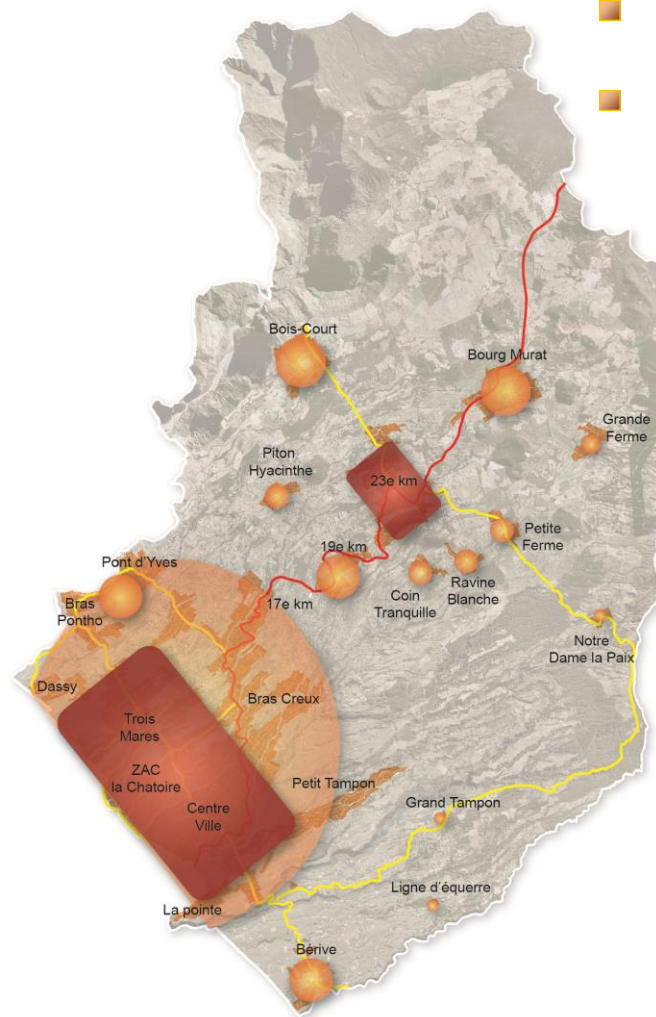 Bois-Court
Bourg Murat
Grande
Ferme
Piton
Hyacinthe
23e km
Petite
Ferme
19e km
Pont d'Yves
Coin
Tranquille
Ravine
Blanche
17e km
Bras
Pontho
Notre
Dame la Paix
Dassy
Bras Creux
Trois
Mares
ZAC
la Chatoire
Petit Tampon
Centre
Ville
Grand Tampon
Ligne d'équerre
La pointe
Bérive